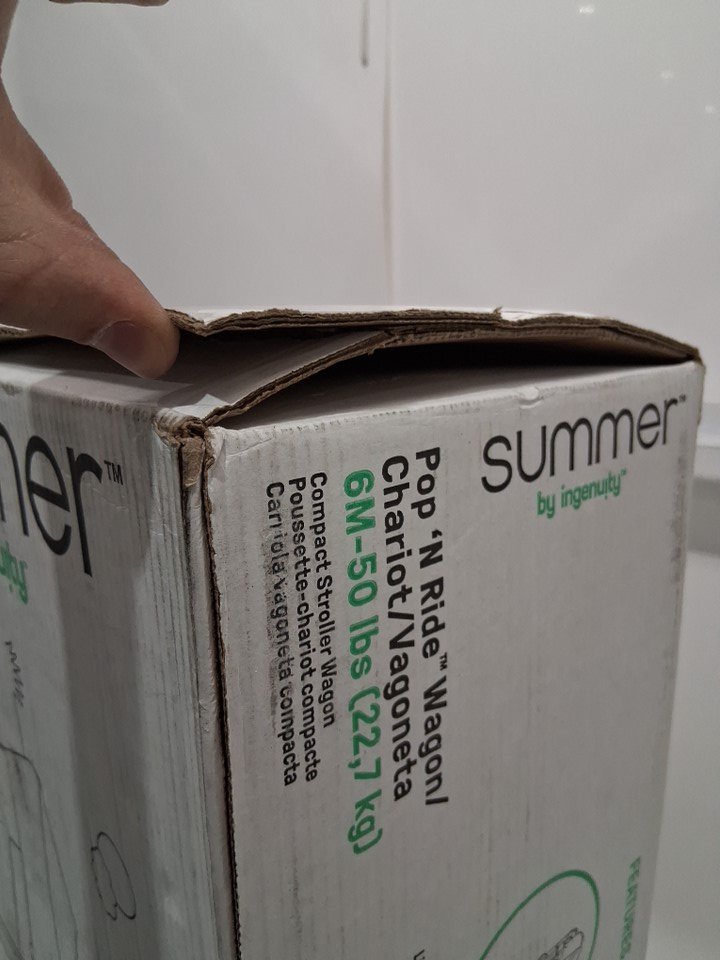 summer™
by ingenuity™
Pop ‘N Ride™ Wagon/
Chariot/Vagoneta
6M-50 lbs (22,7 kg)
Compact Stroller Wagon
Poussette-chariot compacte
Carriola vagoneta compacta